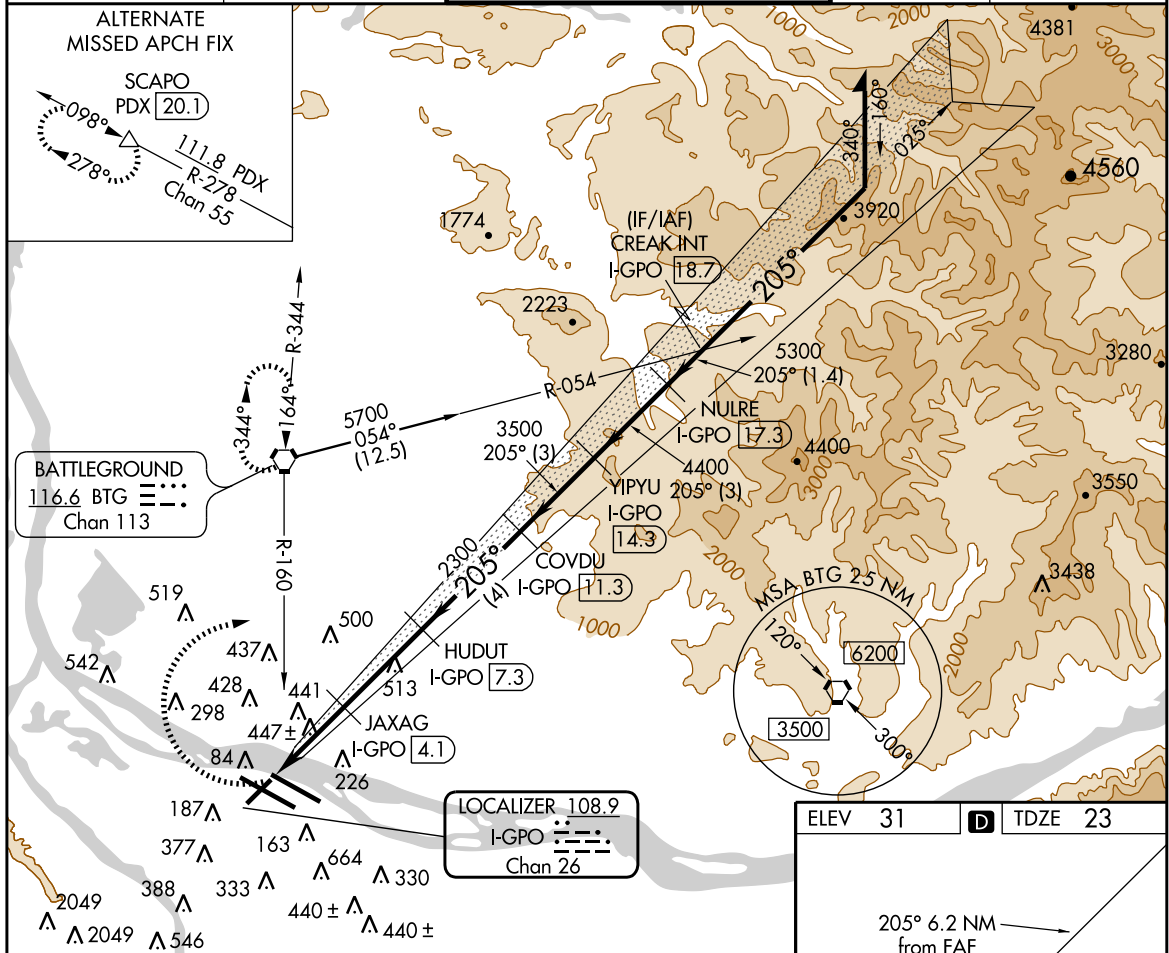 ALTERNATE
MISSED APCH FIX
SCAPO
PDX 20.1
098°
278°
111.8 PDX
R-278
Chan 55
1000
2000
4381
3000
340°
160°
025°
4560
1774
3920
(IF/IAF)
CREAK INT
I-GPO 18.7
205°
2223
R-344
344°
164°
R-054
5300
205° (1.4)
3280
5700
054°
(12.5)
NULRE
I-GPO 17.3
3500
205° (3)
4400
3000
BATTLEGROUND
116.6 BTG
Chan 113
4400
205° (3)
YIPYU
I-GPO
14.3
3550
R-160
2300
205°
(4)
COVDU
I-GPO 11.3
2000
3438
1000
MSA BTG 25 NM
120°
6200
3500
300°
2000
519
500
437
542
HUDUT
I-GPO 7.3
513
428
441
298
447 ±
JAXAG
I-GPO 4.1
84
226
187
LOCALIZER 108.9
I-GPO
Chan 26
163
377
664
333
330
388
440 ±
440 ±
2049
2049
546
ELEV 31
D
TDZE 23
205° 6.2 NM
from FAF